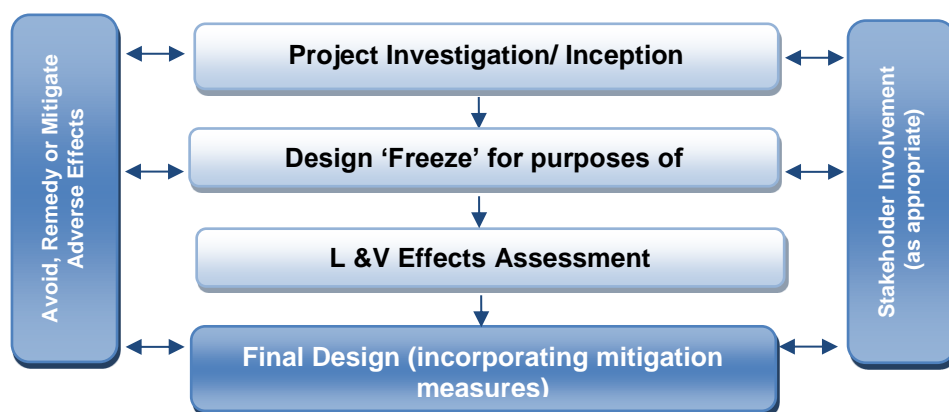 Avoid, Remedy or Mitigate
Adverse Effects
Project Investigation/ Inception
Design ‘Freeze’ for purposes of
L &V Effects Assessment
Final Design (incorporating mitigation
measures)
Stakeholder Involvement
(as appropriate)